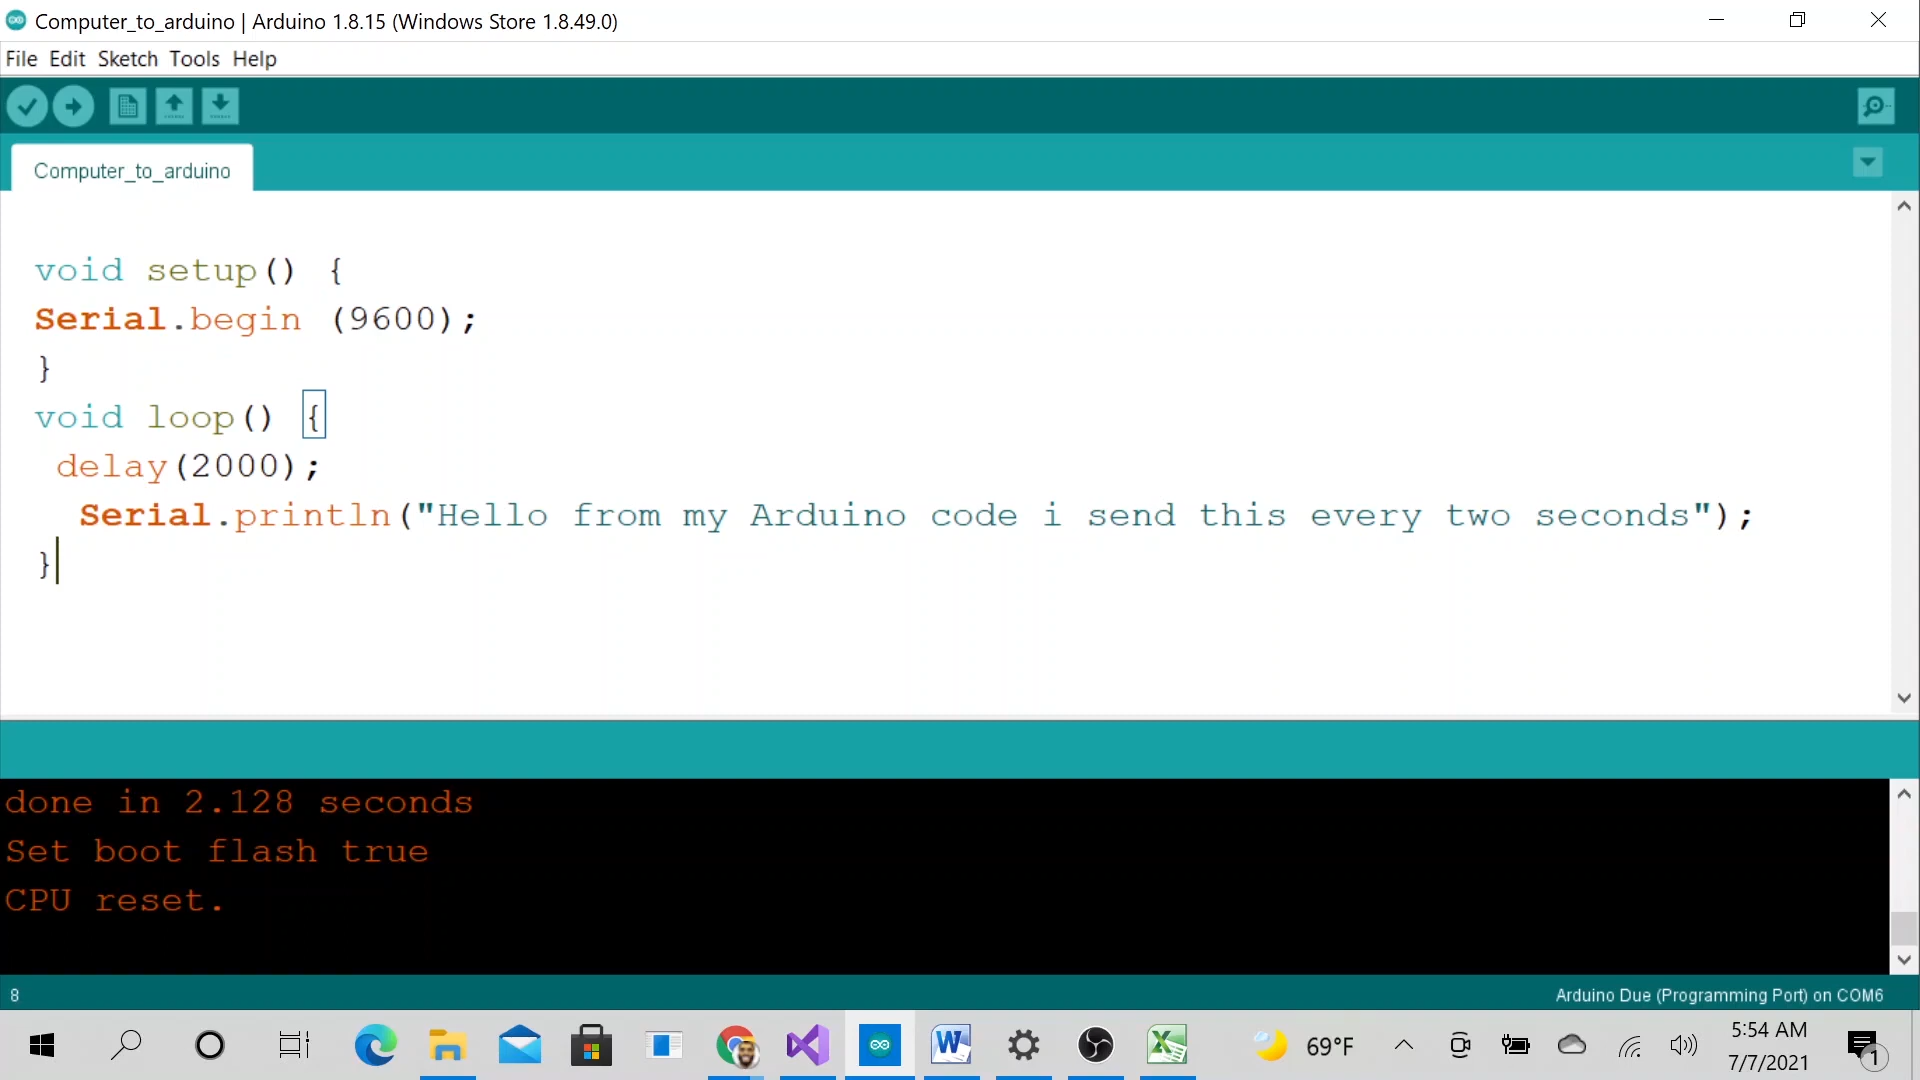 Computer_to_arduino | Arduino 1.8.15 (Windows Store 1.8.49.0)
File Edit Sketch Tools Help
Computer_to_arduino
void setup() {
Serial.begin (9600);
}
void loop() {
delay(2000);
Serial.println("Hello from my Arduino code i send this every two seconds");
}
done in 2.128 seconds
Set boot flash true
CPU reset.
8
Arduino Due (Programming Port) on COM6
69°F
5:54 AM
7/7/2021
1